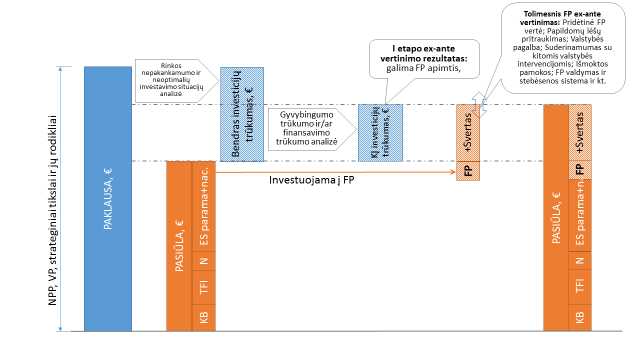 Tolimesnis FP ex-ante
vertinimas: Pridėtinė FP
vertė; Papildomų lėšų
pritraukimas; Valstybės
pagalba; Suderinamumas su
kitomis valstybės
intervencijomis; Išmoktos
pamokos; FP valdymas ir
stebėsenos sistema ir kt.
I etapo ex-ante
vertinimo rezultatas:
galima FP apimtis,
Rinkos
nepakankamumo ir
neoptimalių
investavimo situacijų
analizė
Gyvybingumo
trūkumo ir/ar
finansavimo
trūkumo analizė
NPP, VP, strateginiai tikslai ir jų rodikliai
PAKLAUSA, €
PASIŪLA, €
ES parama+nac.
N
TFI
KB
Bendras investicijų
trūkumas, €
Investuojama į FP
KĮ investicijų
trūkumas, €
+Svertas
FP
PASIŪLA, €
+Svertas
FP
ES parama+n
N
TFI
KB